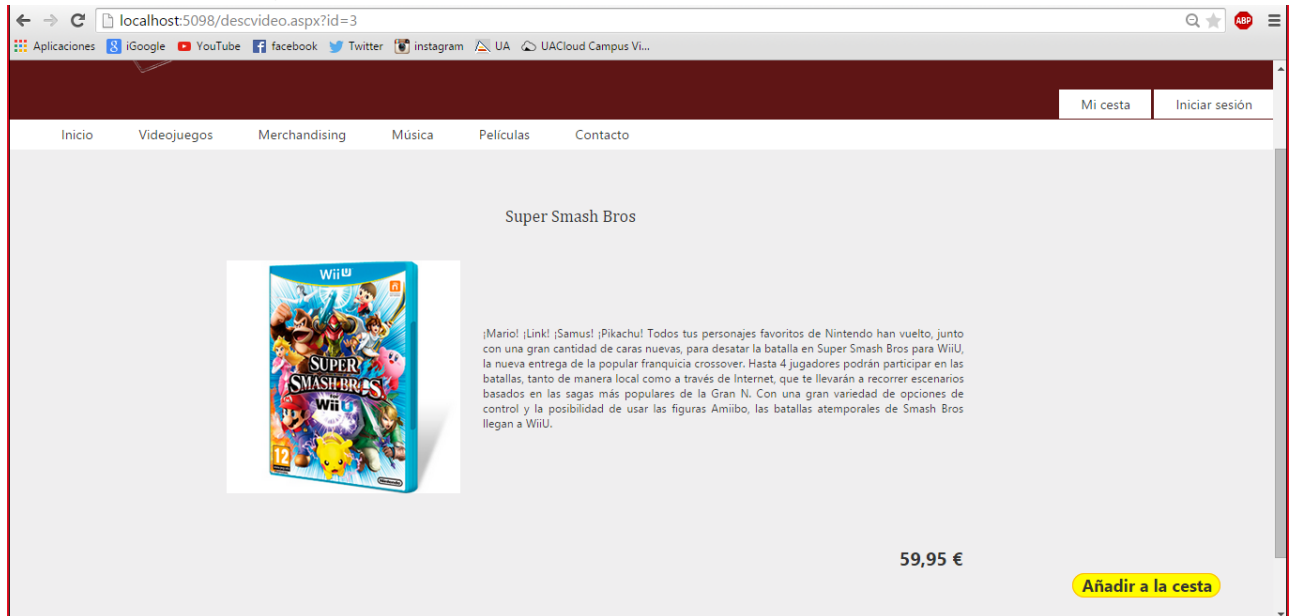 localhost:5098/descvideo.aspx?id=3
ABP
Aplicaciones iGoogle YouTube facebook Twitter instagram UA UACloud Campus Vi...
Mi cesta Iniciar sesión
Inicio Videojuegos Merchandising Música Películas Contacto
Super Smash Bros
WiiU
SUPER
SMASH BROS.
for
WiiU
12
Nintendo
¡Mario! ¡Link! ¡Samus! ¡Pikachu! Todos tus personajes favoritos de Nintendo han vuelto, junto
con una gran cantidad de caras nuevas, para desatar la batalla en Super Smash Bros para WiiU,
la nueva entrega de la popular franquicia crossover. Hasta 4 jugadores podrán participar en las
batallas, tanto de manera local como a través de Internet, que te llevarán a recorrer escenarios
basados en las sagas más populares de la Gran N. Con una gran variedad de opciones de
control y la posibilidad de usar las figuras Amiibo, las batallas atemporales de Smash Bros
llegan a WiiU.
59,95 €
Añadir a la cesta